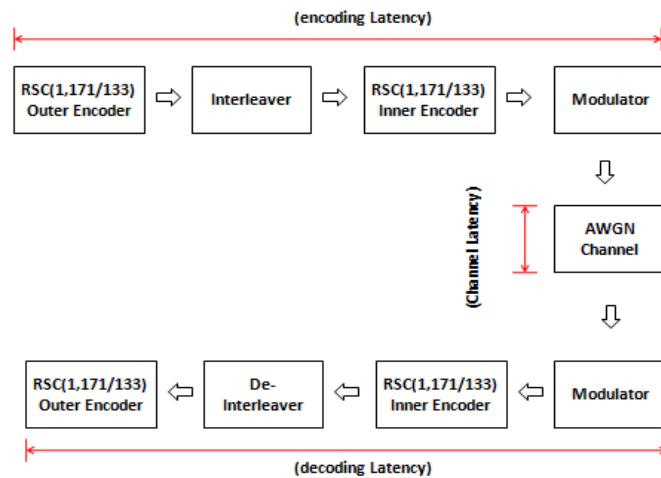 (encoding Latency)
RSC(1,171/133)
Outer Encoder
Interleaver
RSC(1,171/133)
Inner Encoder
Modulator
(Channel Latency)
AWGN
Channel
RSC(1,171/133)
Outer Encoder
De-
Interleaver
RSC(1,171/133)
Inner Encoder
Modulator
(decoding Latency)